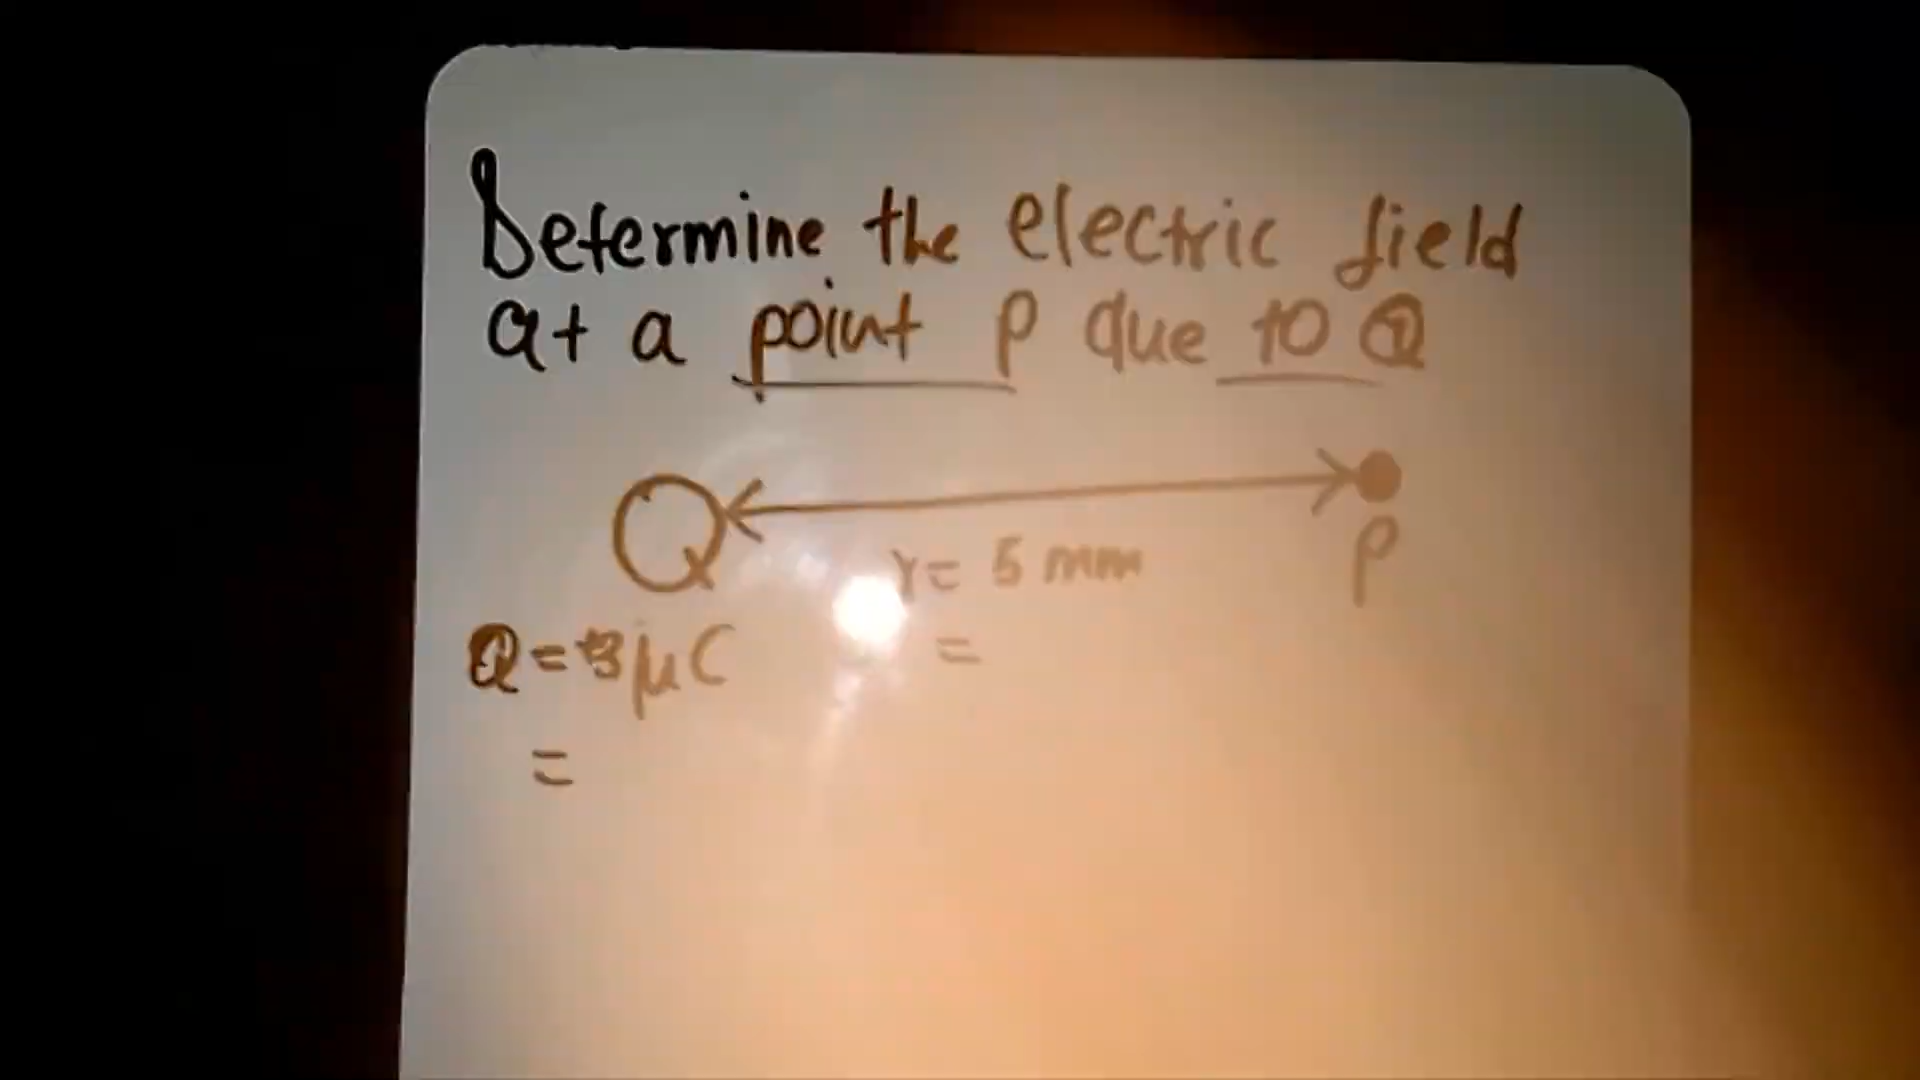 Determine the electric field
at a point P due to Q
Q
r = 5 mm
P
=
Q = +3 μC
=